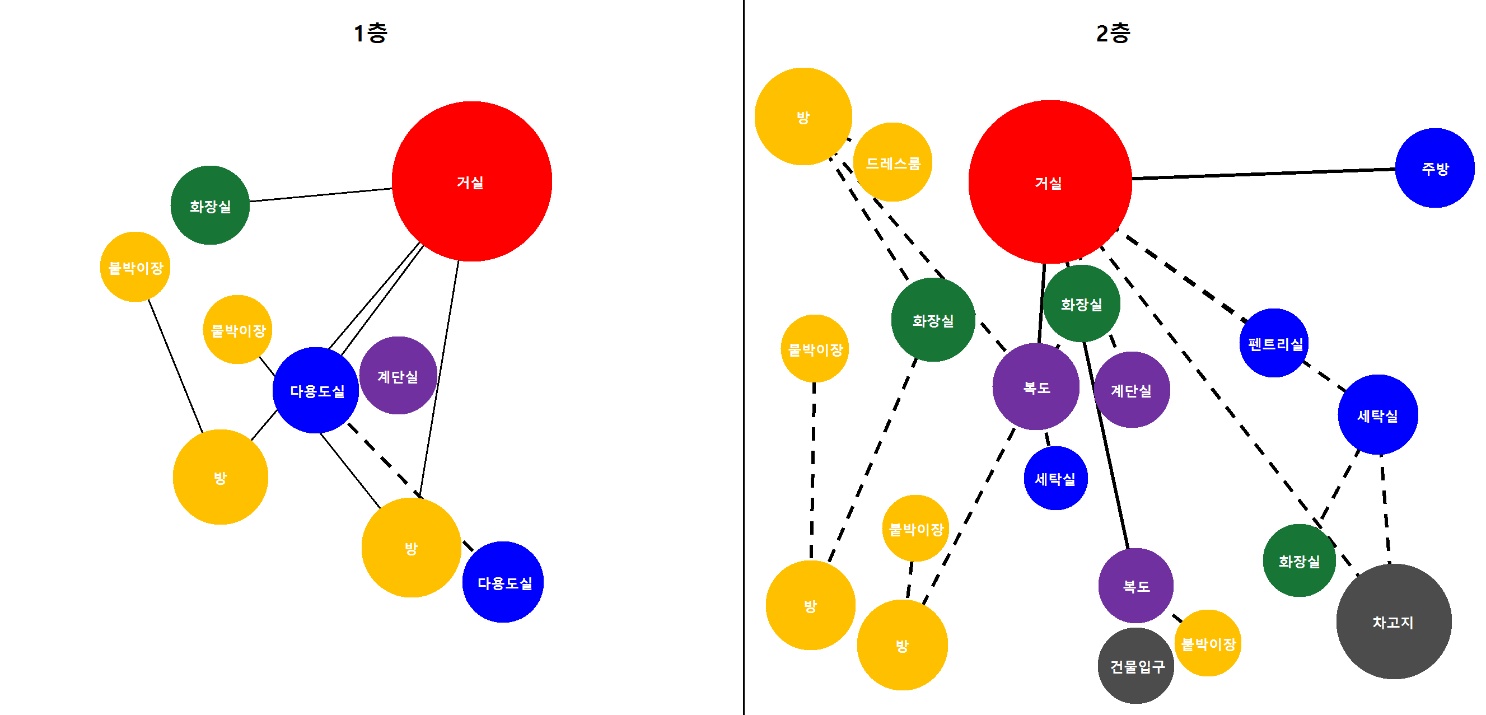 1층
거실
화장실
붙박이장
붙박이장
다용도실
계단실
방
방
다용도실
2층
방
드레스룸
거실
주방
화장실
화장실
붙박이장
펜트리실
복도
계단실
세탁실
세탁실
붙박이장
화장실
복도
방
차고지
방
붙박이장
건물입구